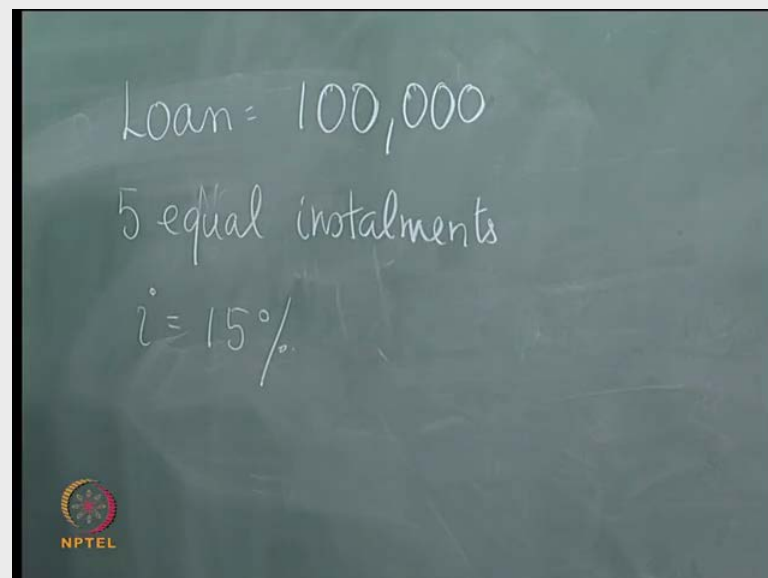 Loan = 100,000
5 equal instalments
i = 15%
NPTEL